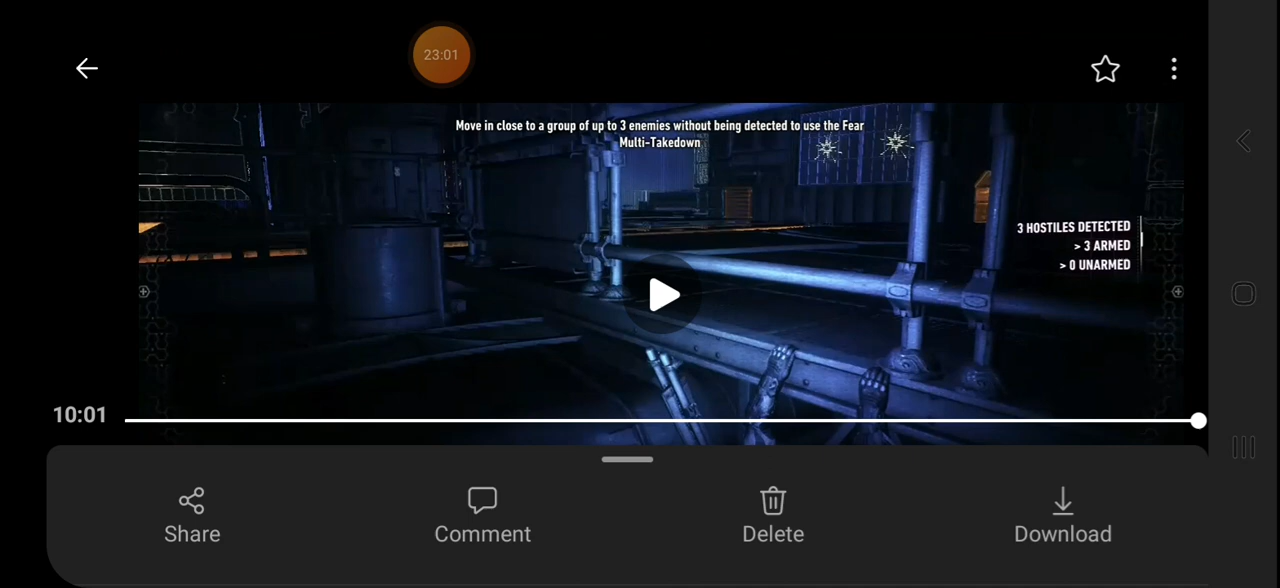 23:01
Move in close to a group of up to 3 enemies without being detected to use the Fear
Multi-Takedown
3 HOSTILES DETECTED
> 3 ARMED
> 0 UNARMED
10:01
Share
Comment
Delete
Download